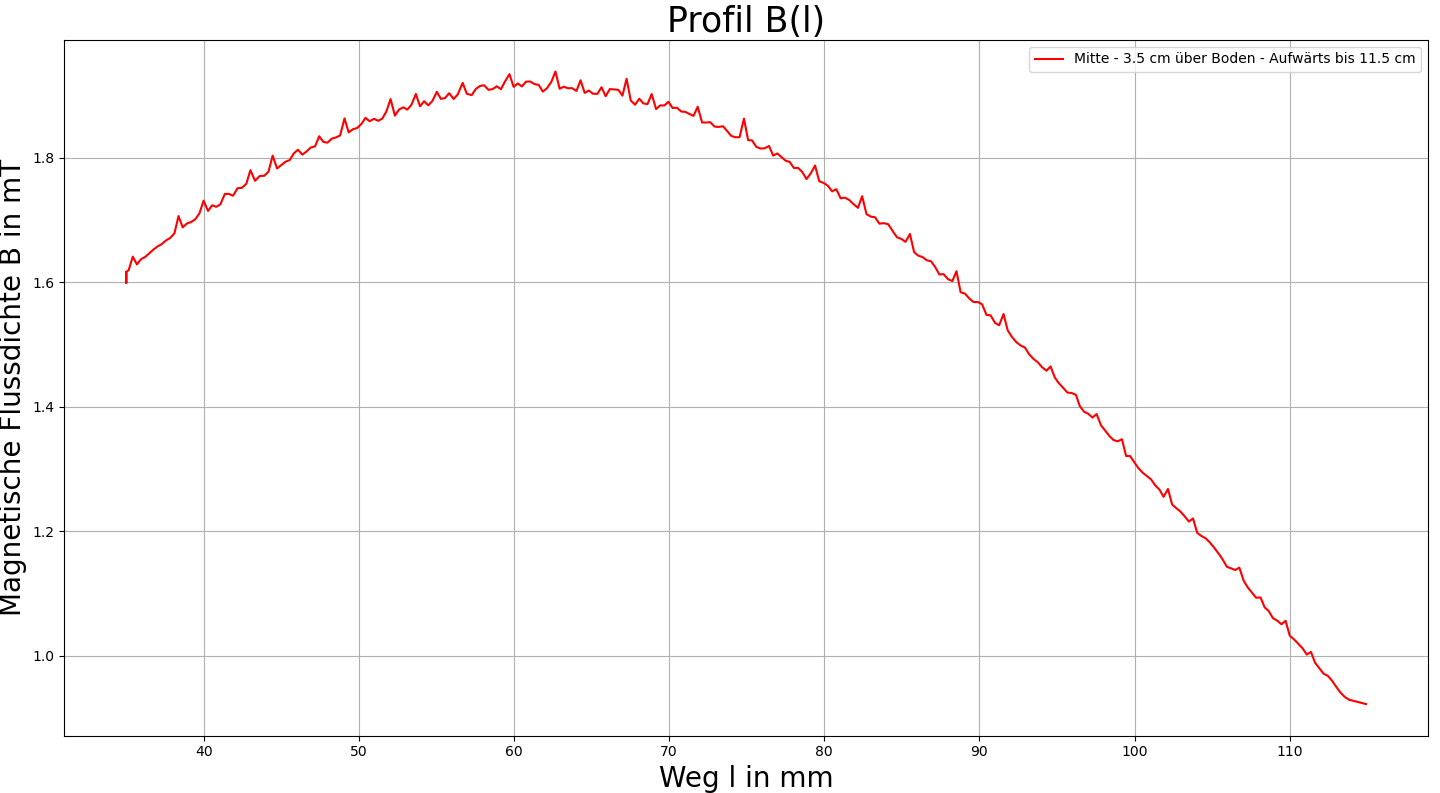 Profil B(l)
Mitte - 3.5 cm über Boden - Aufwärts bis 11.5 cm
Magnetische Flussdichte B in mT
1.8
1.6
1.4
1.2
1.0
40 50 60 70 80 90 100 110
Weg l in mm